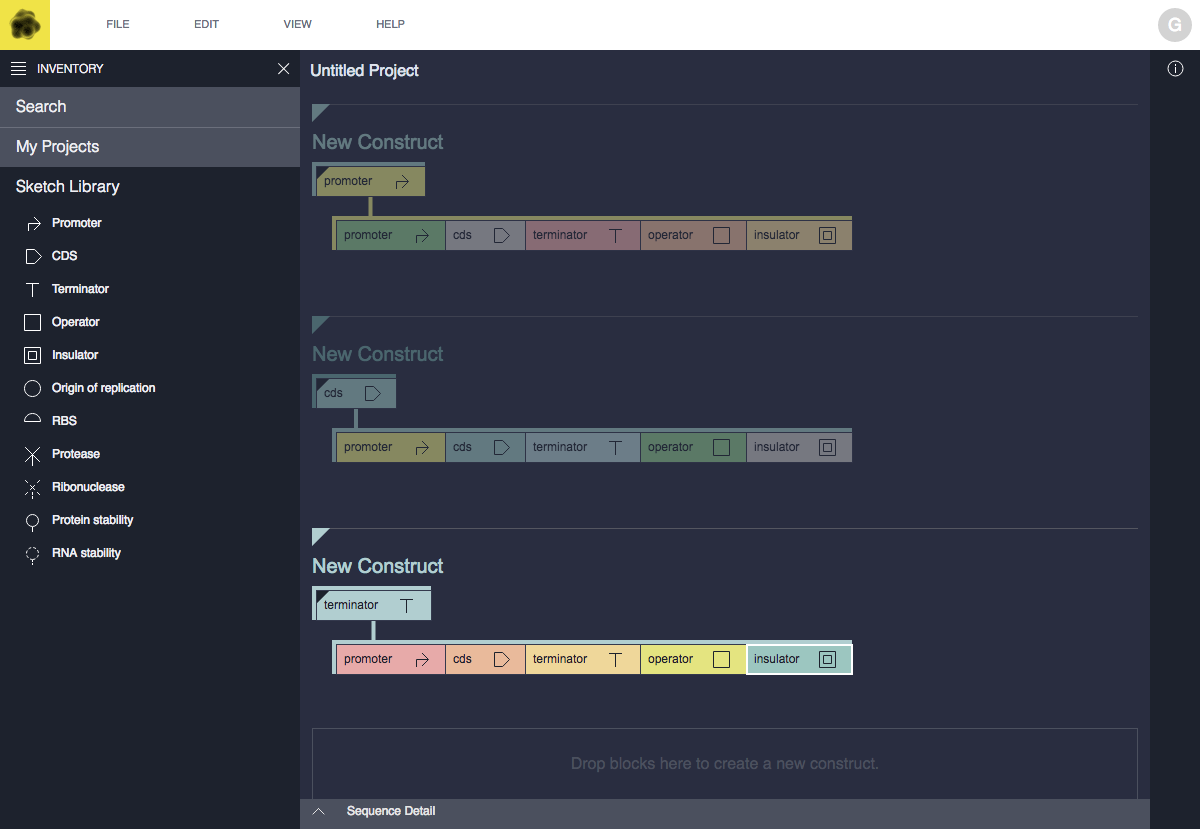 FILE EDIT VIEW HELP
G
INVENTORY
Search
My Projects
Sketch Library
Promoter
CDS
Terminator
Operator
Insulator
Origin of replication
RBS
Protease
Ribonuclease
Protein stability
RNA stability
Untitled Project
New Construct
promoter
promoter cds terminator operator insulator
New Construct
cds
promoter cds terminator operator insulator
New Construct
terminator
promoter cds terminator operator insulator
Drop blocks here to create a new construct.
Sequence Detail